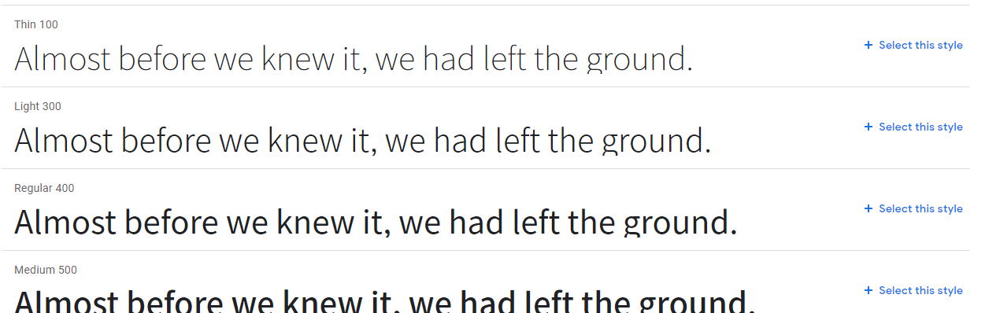 Thin 100
Almost before we knew it, we had left the ground.
+ Select this style
Light 300
Almost before we knew it, we had left the ground.
+ Select this style
Regular 400
Almost before we knew it, we had left the ground.
+ Select this style
Medium 500
Almost before we knew it, we had left the ground.
+ Select this style